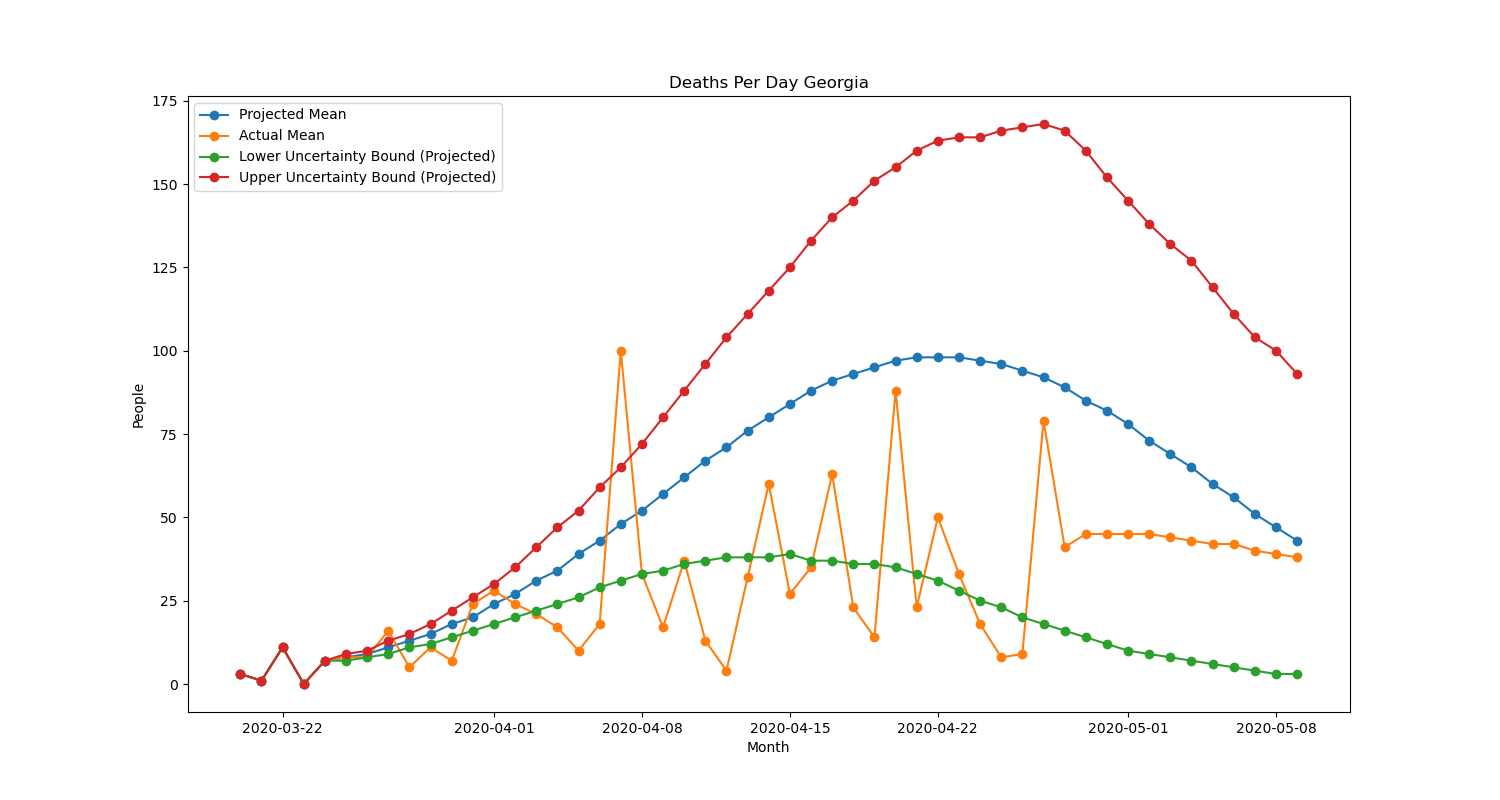 Deaths Per Day Georgia
175
150
125
100
75
50
25
0
People
Projected Mean
Actual Mean
Lower Uncertainty Bound (Projected)
Upper Uncertainty Bound (Projected)
2020-03-22 2020-04-01 2020-04-08 2020-04-15 2020-04-22 2020-05-01 2020-05-08
Month